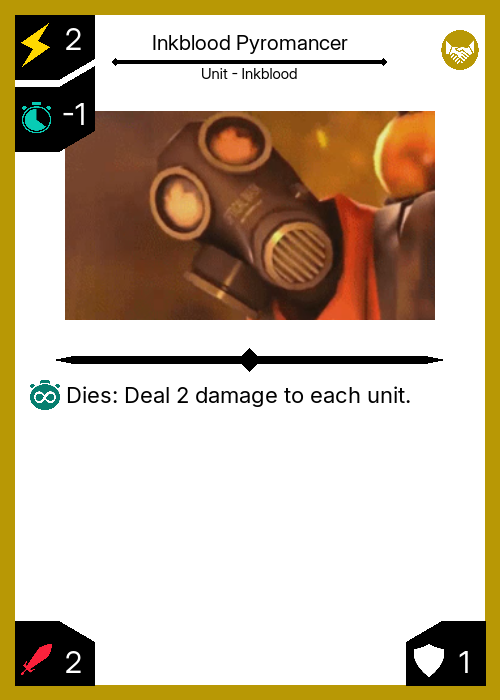 2
Inkblood Pyromancer
Unit - Inkblood
-1
Dies: Deal 2 damage to each unit.
2
1